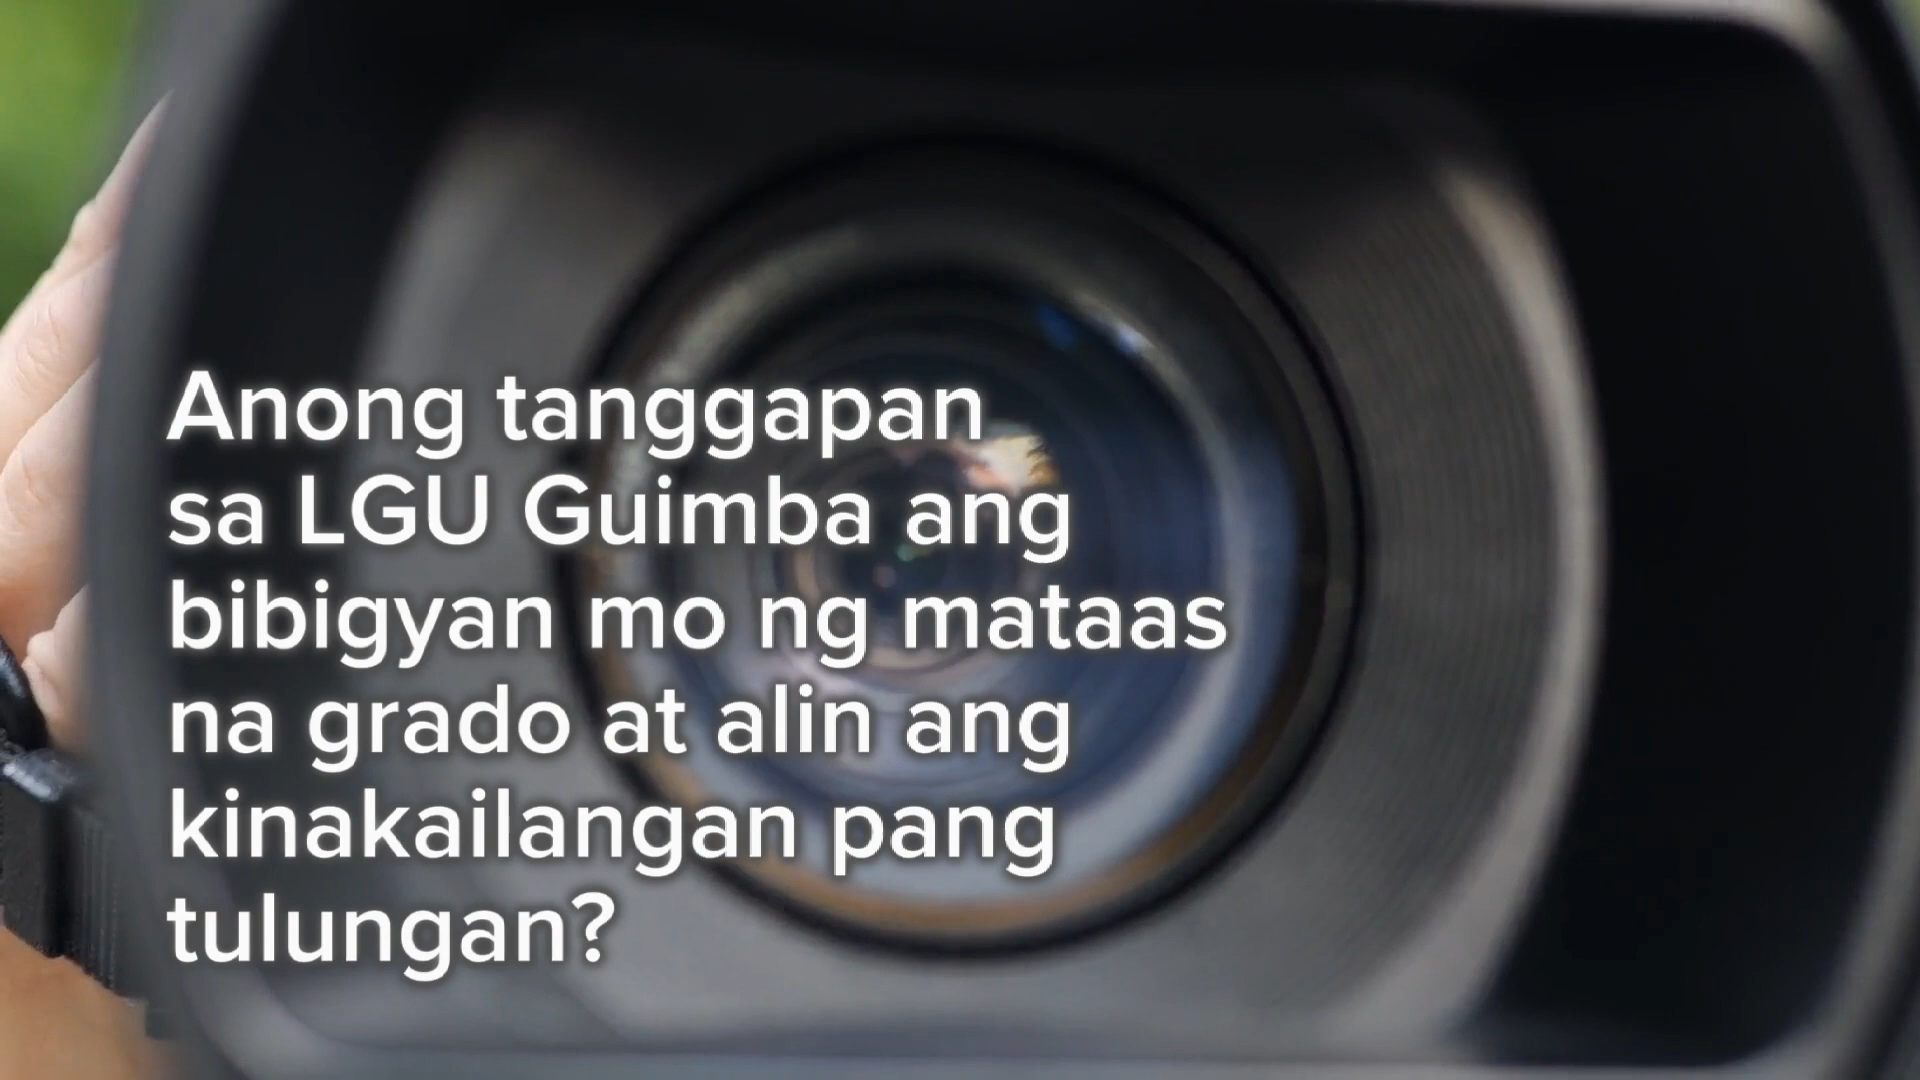 Anong tanggapan
sa LGU Guimba ang
bibigyan mo ng mataas
na grado at alin ang
kinakailangan pang
tulungan?